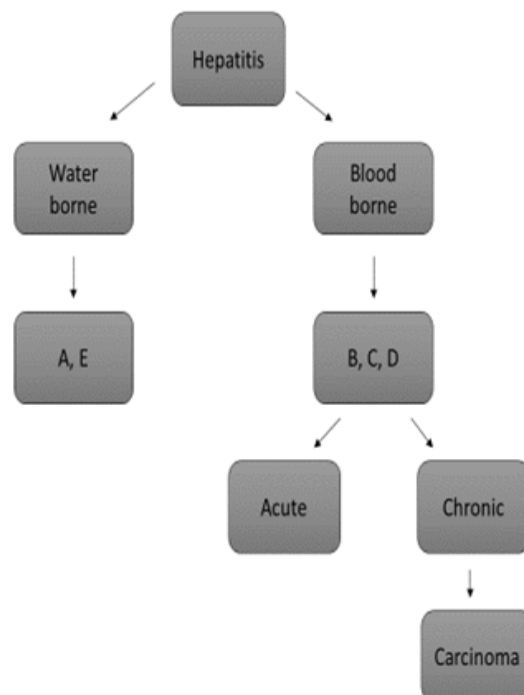 Hepatitis
Water
borne
Blood
borne
A, E
B, C, D
Acute
Chronic
Carcinoma